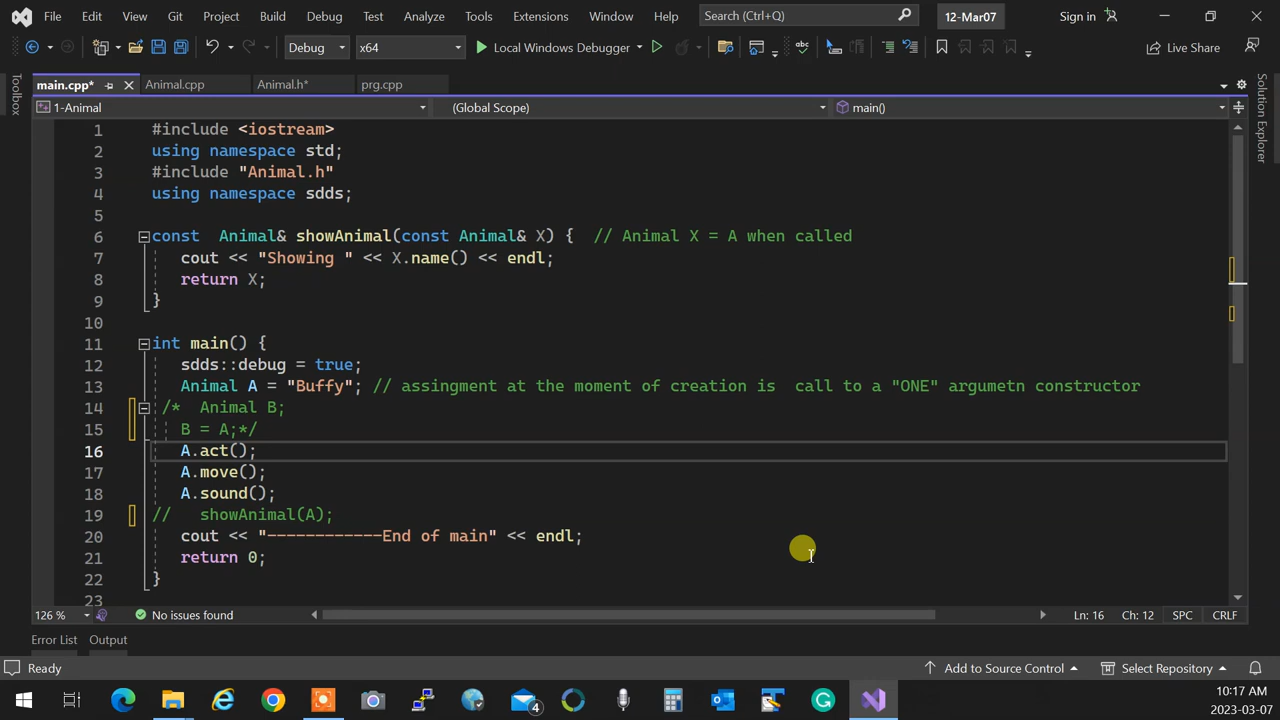 File Edit View Git Project Build Debug Test Analyze Tools Extensions Window Help Search (Ctrl+Q) 12-Mar07 Sign in
Debug x64 Local Windows Debugger Live Share
main.cpp* Animal.cpp Animal.h* prg.cpp
1-Animal (Global Scope) main()
Toolbox
Solution Explorer
1 #include <iostream>
2 using namespace std;
3 #include "Animal.h"
4 using namespace sdds;
5
6 const  Animal& showAnimal(const Animal& X) {  // Animal X = A when called
7 cout << "Showing " << X.name() << endl;
8 return X;
9 }
10
11 int main() {
12 sdds::debug = true;
13 Animal A = "Buffy"; // assingment at the moment of creation is  call to a "ONE" argumetn constructor
14 /*  Animal B;
15 B = A;*/
16 A.act();
17 A.move();
18 A.sound();
19 //   showAnimal(A);
20 cout << "------------End of main" << endl;
21 return 0;
22 }
23
126 % No issues found Ln: 16 Ch: 12 SPC CRLF
Error List Output
Ready Add to Source Control Select Repository
4
10:17 AM
2023-03-07